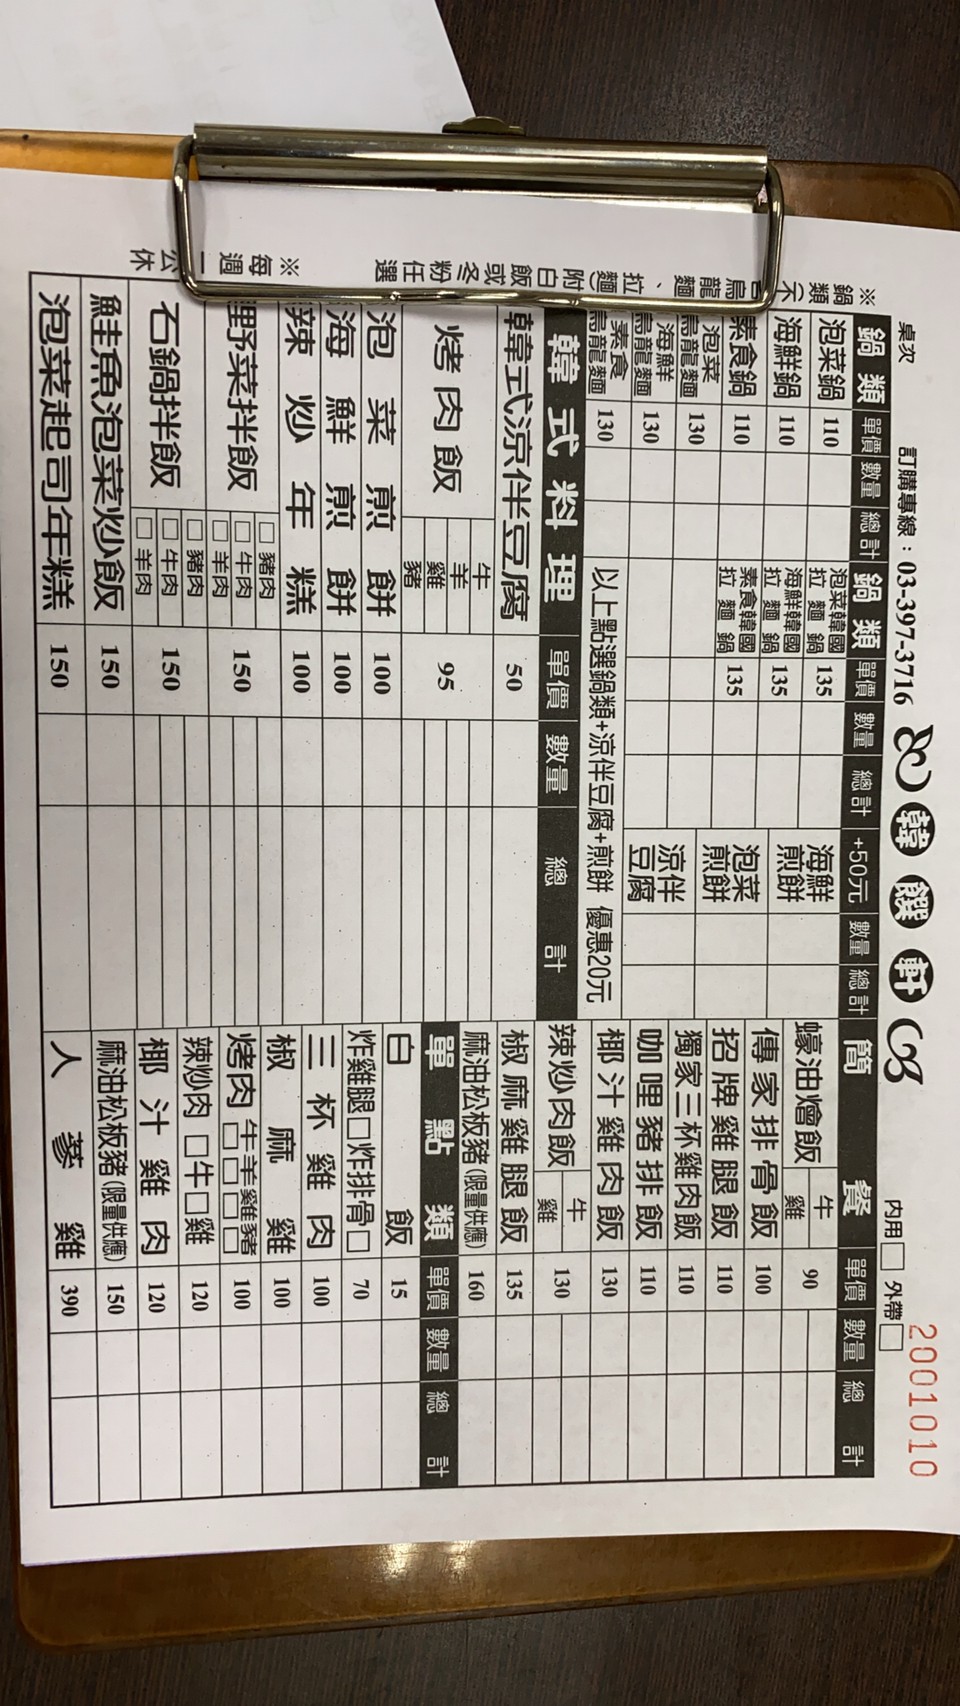 桌次
訂購專線：03-397-3716
韓饌軒
2001010
內用□ 外帶□
鍋類 單價 數量 總計
泡菜鍋 110
海鮮鍋 110
素食鍋 110
泡菜
烏龍麵 130
海鮮
烏龍麵 130
素食
烏龍麵 130
鍋類 單價 數量 總計
泡菜韓國
拉麵鍋 135
海鮮韓國
拉麵鍋 135
素食韓國
拉麵鍋 135
+50元 數量 總計
海鮮
煎餅
泡菜
煎餅
涼伴
豆腐
以上點選鍋類+涼伴豆腐+煎餅 優惠20元
韓式料理 單價 數量 總計
韓式涼伴豆腐 50
烤肉飯 牛 羊 雞 豬 95
泡菜煎餅 100
海鮮煎餅 100
辣炒年糕 100
野菜拌飯 □豬肉 □牛肉 □羊肉 150
石鍋拌飯 □豬肉 □牛肉 □羊肉 150
鮭魚泡菜炒飯 150
泡菜起司年糕 150
簡餐 單價 數量 總計
蠔油燴飯 牛 雞 90
傳家排骨飯 100
招牌雞腿飯 110
獨家三杯雞肉飯 110
咖哩豬排飯 110
椰汁雞肉飯 130
辣炒肉飯 牛 雞 130
椒麻雞腿飯 135
麻油松板豬(限量供應) 160
單點類 單價 數量 總計
白飯 15
炸雞腿□炸排骨□ 70
三杯雞肉 100
椒麻雞 100
烤肉 牛□羊□雞□豬□ 100
辣炒肉 □牛□雞 120
椰汁雞肉 120
麻油松板豬(限量供應) 150
人蔘雞 390
※鍋類(不 烏龍麵、拉麵)附白飯或冬粉任選
※每週一公休